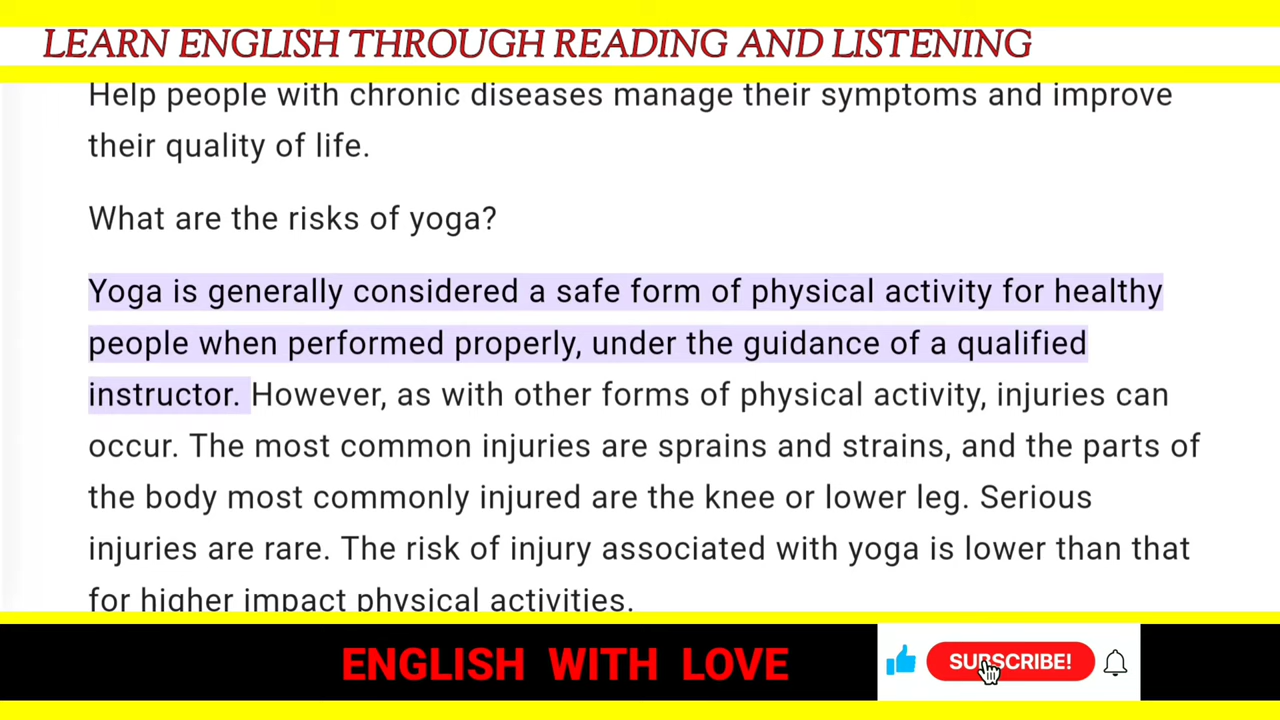 LEARN ENGLISH THROUGH READING AND LISTENING
Help people with chronic diseases manage their symptoms and improve
their quality of life.
What are the risks of yoga?
Yoga is generally considered a safe form of physical activity for healthy
people when performed properly, under the guidance of a qualified
instructor. However, as with other forms of physical activity, injuries can
occur. The most common injuries are sprains and strains, and the parts of
the body most commonly injured are the knee or lower leg. Serious
injuries are rare. The risk of injury associated with yoga is lower than that
for higher impact physical activities.
ENGLISH WITH LOVE
SUBSCRIBE!